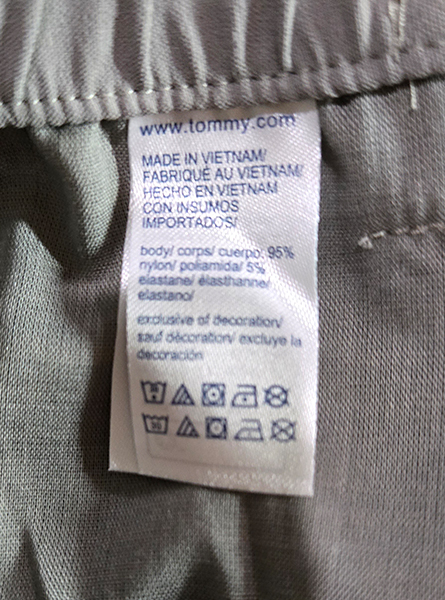 www.tommy.com
MADE IN VIETNAM/
FABRIQUÉ AU VIETNAM/
HECHO EN VIETNAM
CON INSUMOS
IMPORTADOS/
body/ corps/ cuerpo: 95%
nylon/ poliamida/ 5%
elastane/ élasthanne/
elastano/
exclusive of decoration/
sauf décoration/ excluye la
decoración
30